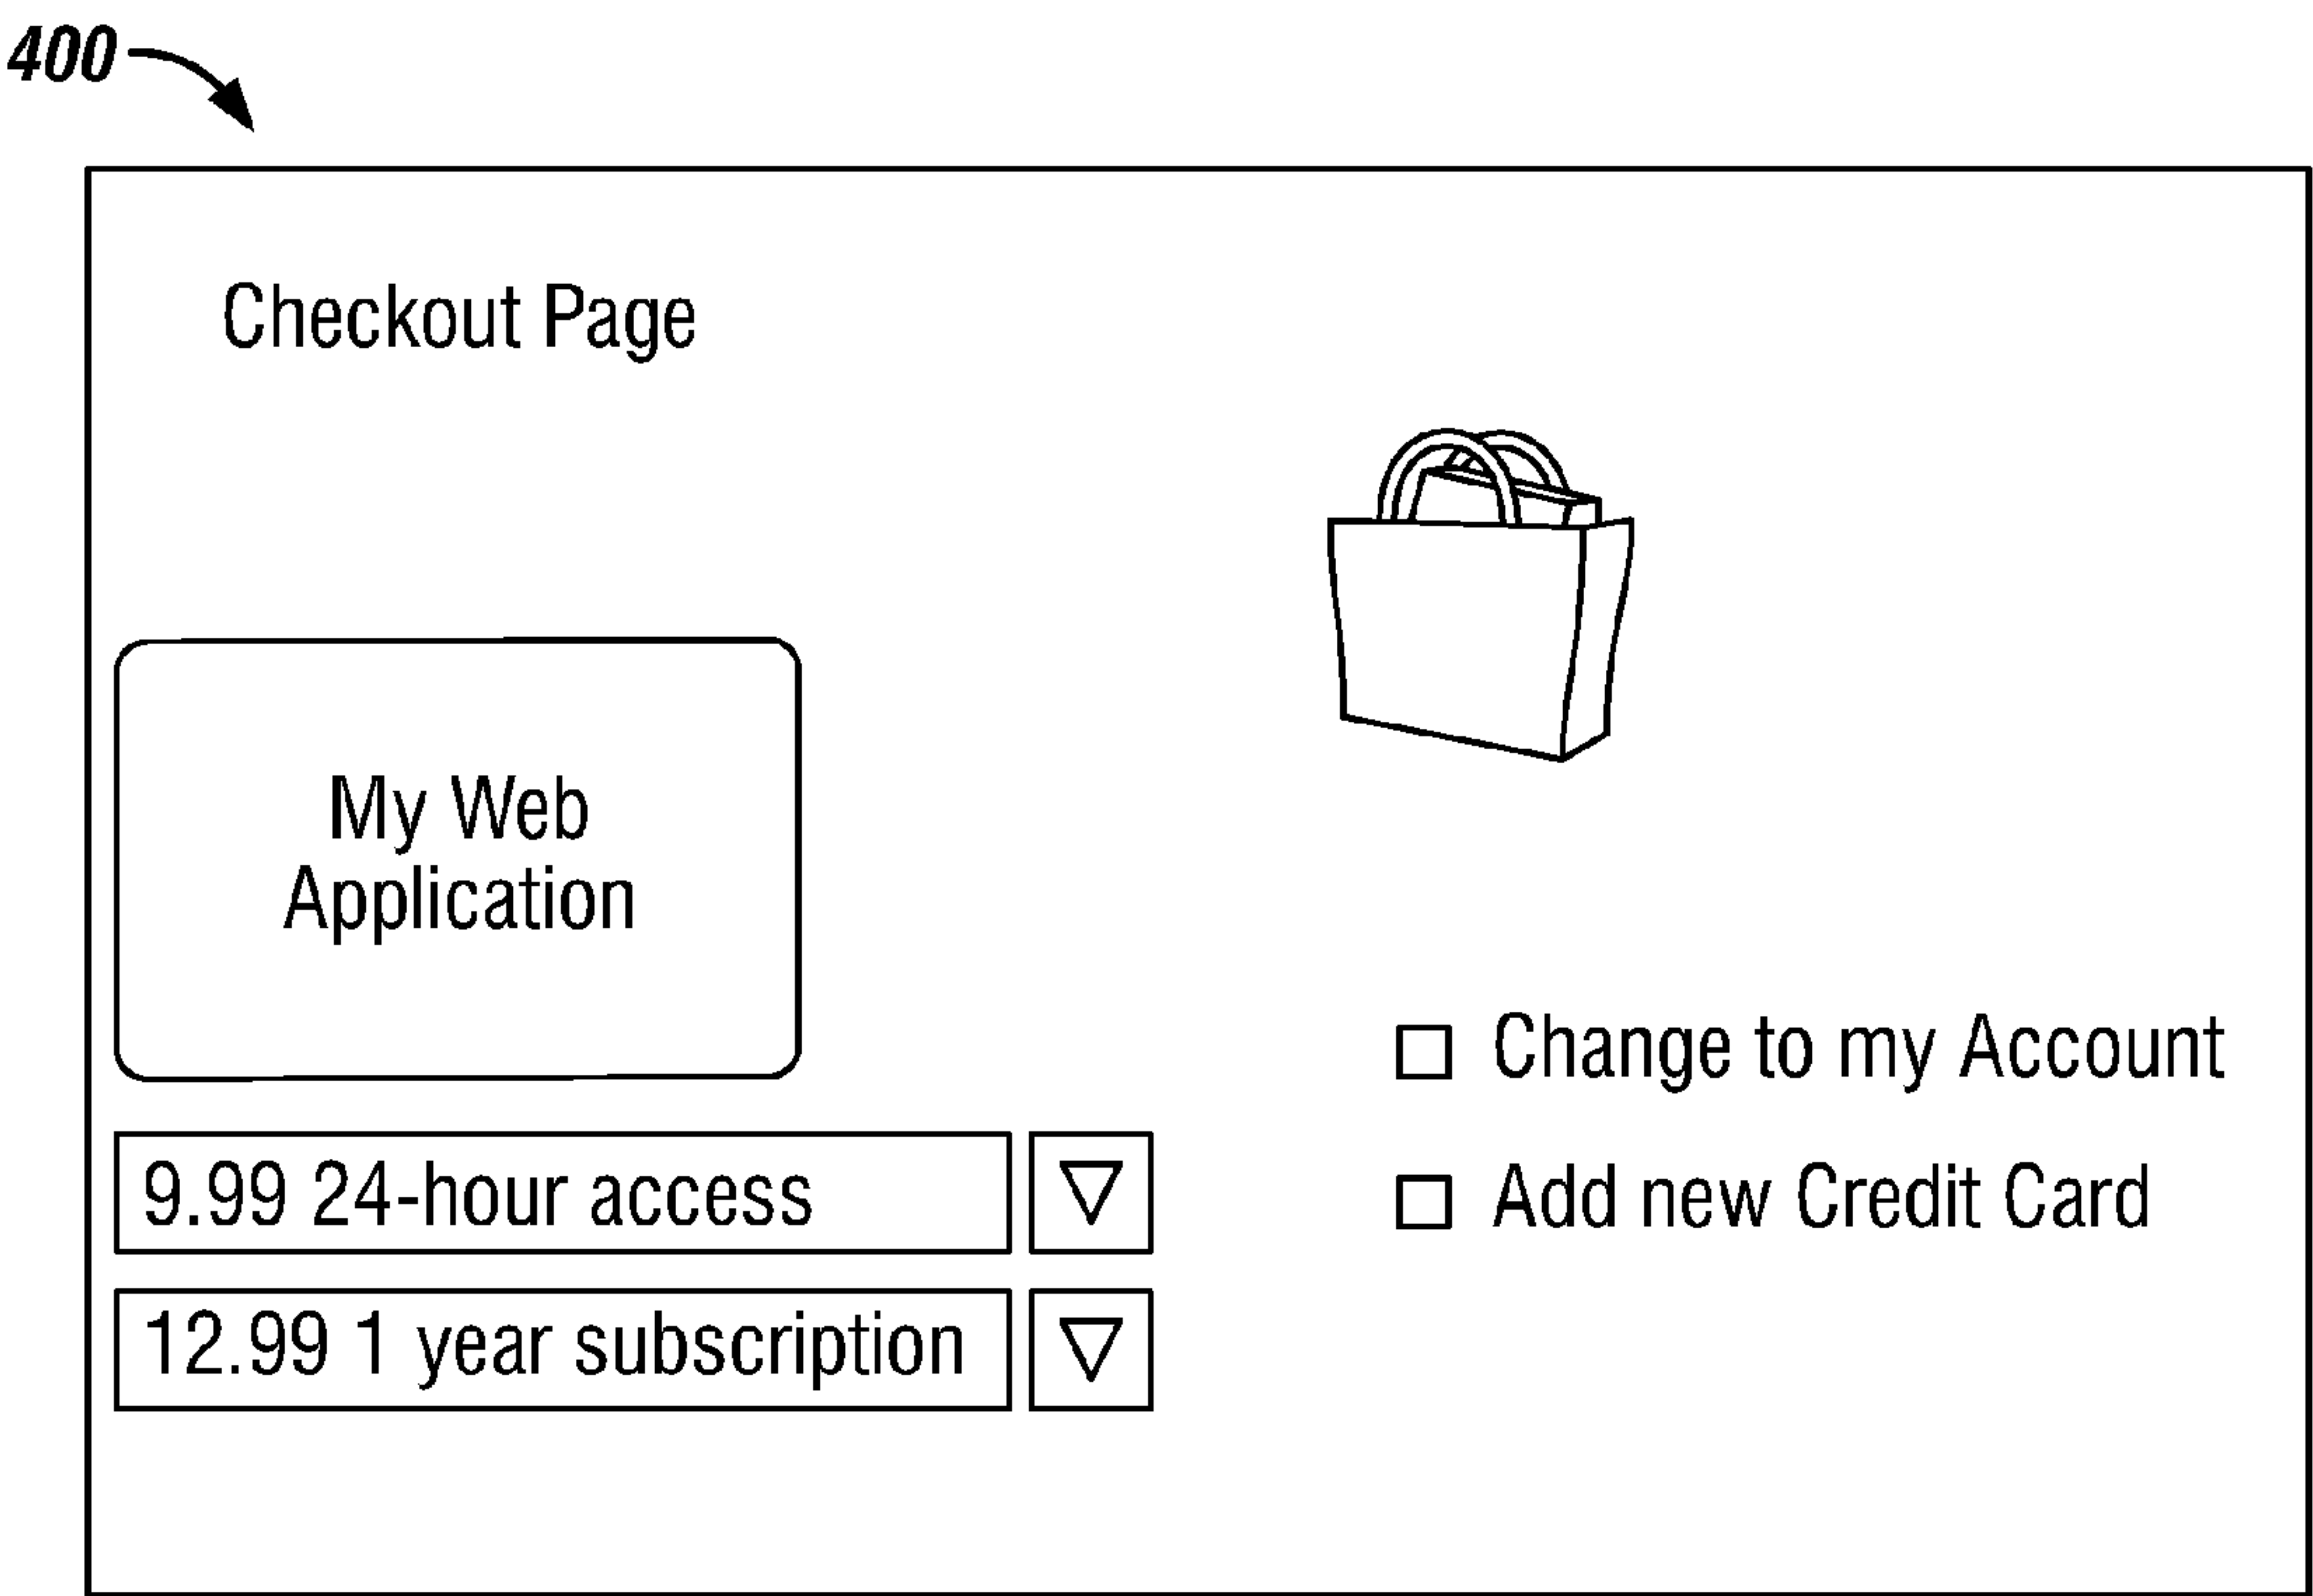 400
Checkout Page
My Web
Application
9.99 24-hour access
12.99 1 year subscription
Change to my Account
Add new Credit Card